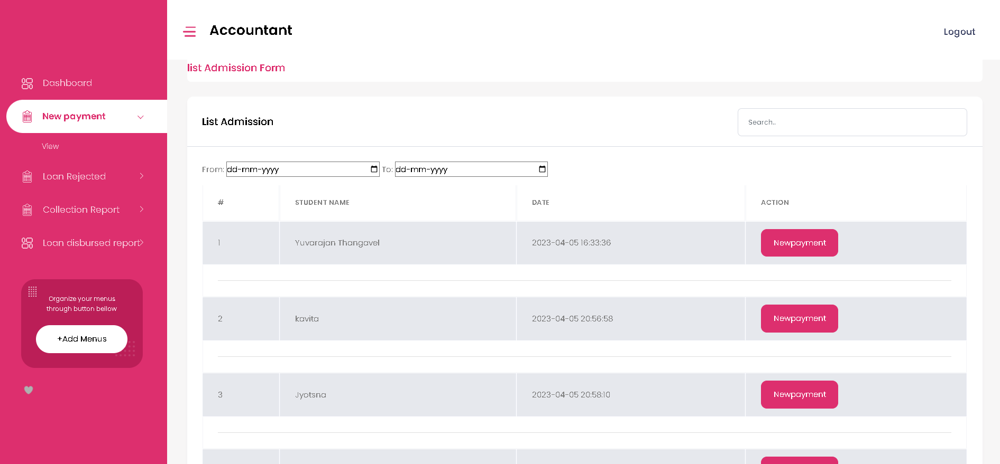 Accountant
Logout
list Admission Form
Dashboard
New payment
View
Loan Rejected
Collection Report
Loan disbursed report
Organize your menus
through button bellow
+Add Menus
List Admission
Search..
From: dd-mm-yyyy To: dd-mm-yyyy
# STUDENT NAME DATE ACTION
1 Yuvarajan Thangavel 2023-04-05 16:33:36 Newpayment
2 kavita 2023-04-05 20:56:58 Newpayment
3 Jyotsna 2023-04-05 20:58:10 Newpayment